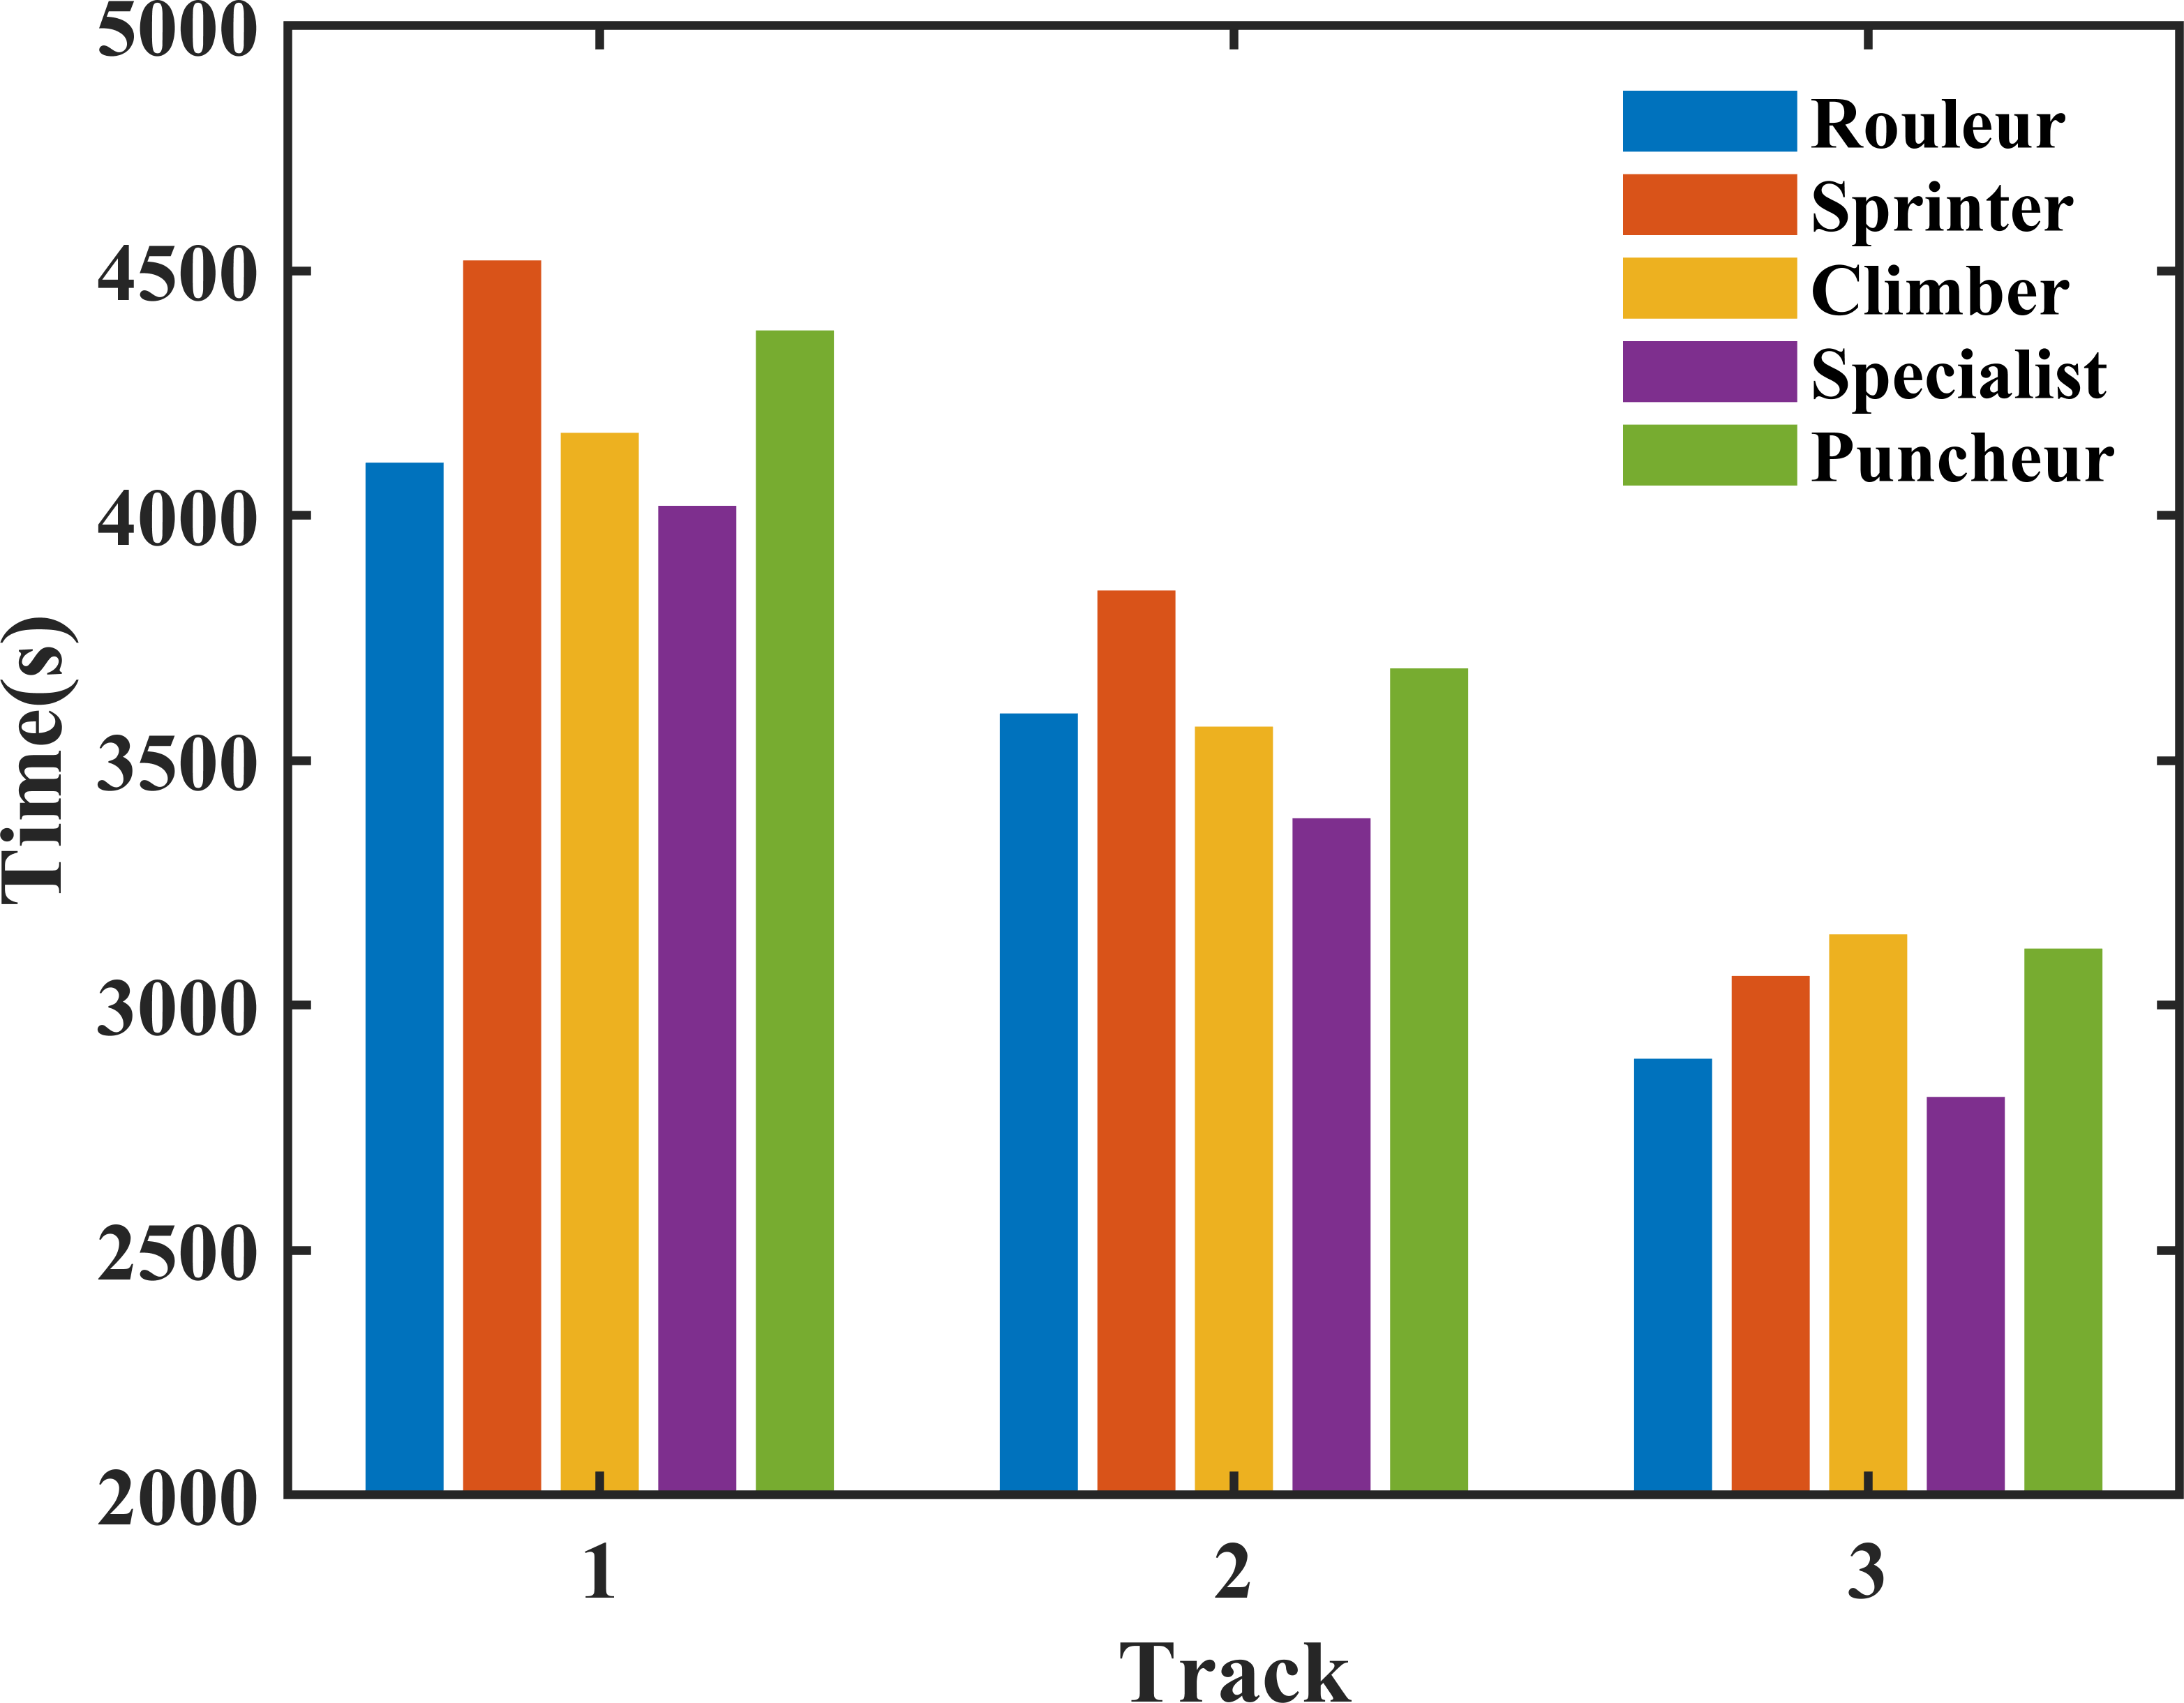 5000
4500
4000
3500
3000
2500
2000
Time(s)
Rouleur
Sprinter
Climber
Specialist
Puncheur
1 2 3
Track